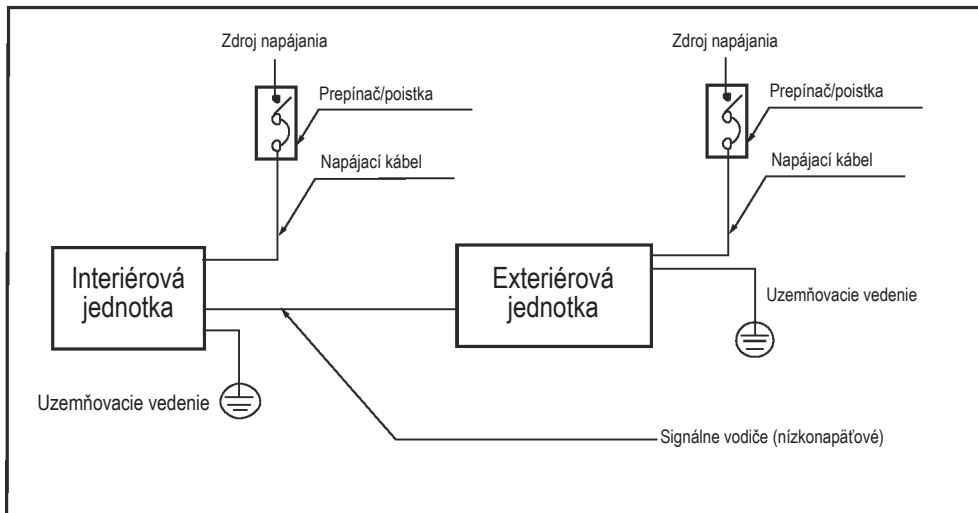 Zdroj napájania
Zdroj napájania
Prepínač/poistka
Prepínač/poistka
Napájací kábel
Napájací kábel
Interiérová
jednotka
Exteriérová
jednotka
Uzemňovacie vedenie
Uzemňovacie vedenie
Signálne vodiče (nízkonapäťové)